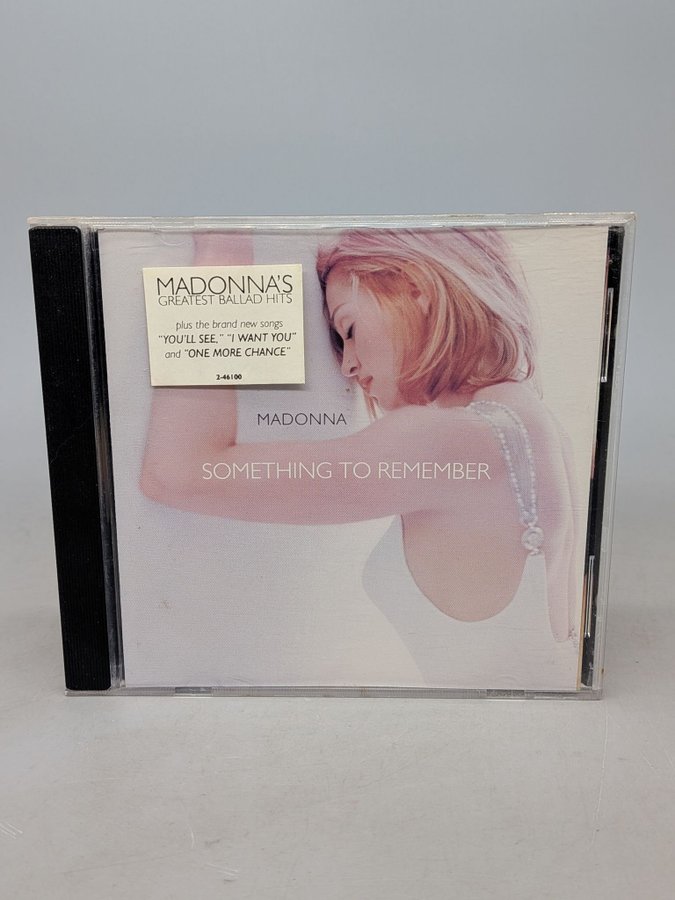 MADONNA'S
GREATEST BALLAD HITS
plus the brand new songs
"YOU'LL SEE," "I WANT YOU"
and "ONE MORE CHANCE"
2-46100
MADONNA
SOMETHING TO REMEMBER